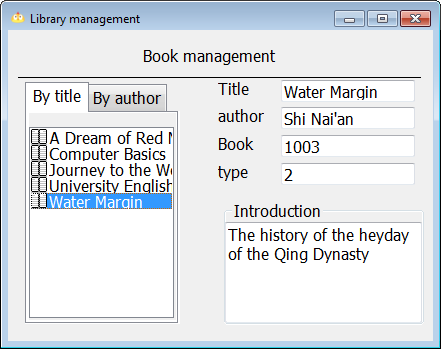 Library management
Book management
By title
By author
A Dream of Red
Computer Basics
Journey to the
University English
Water Margin
Title
Water Margin
author
Shi Nai'an
Book
1003
type
2
Introduction
The history of the heyday
of the Qing Dynasty